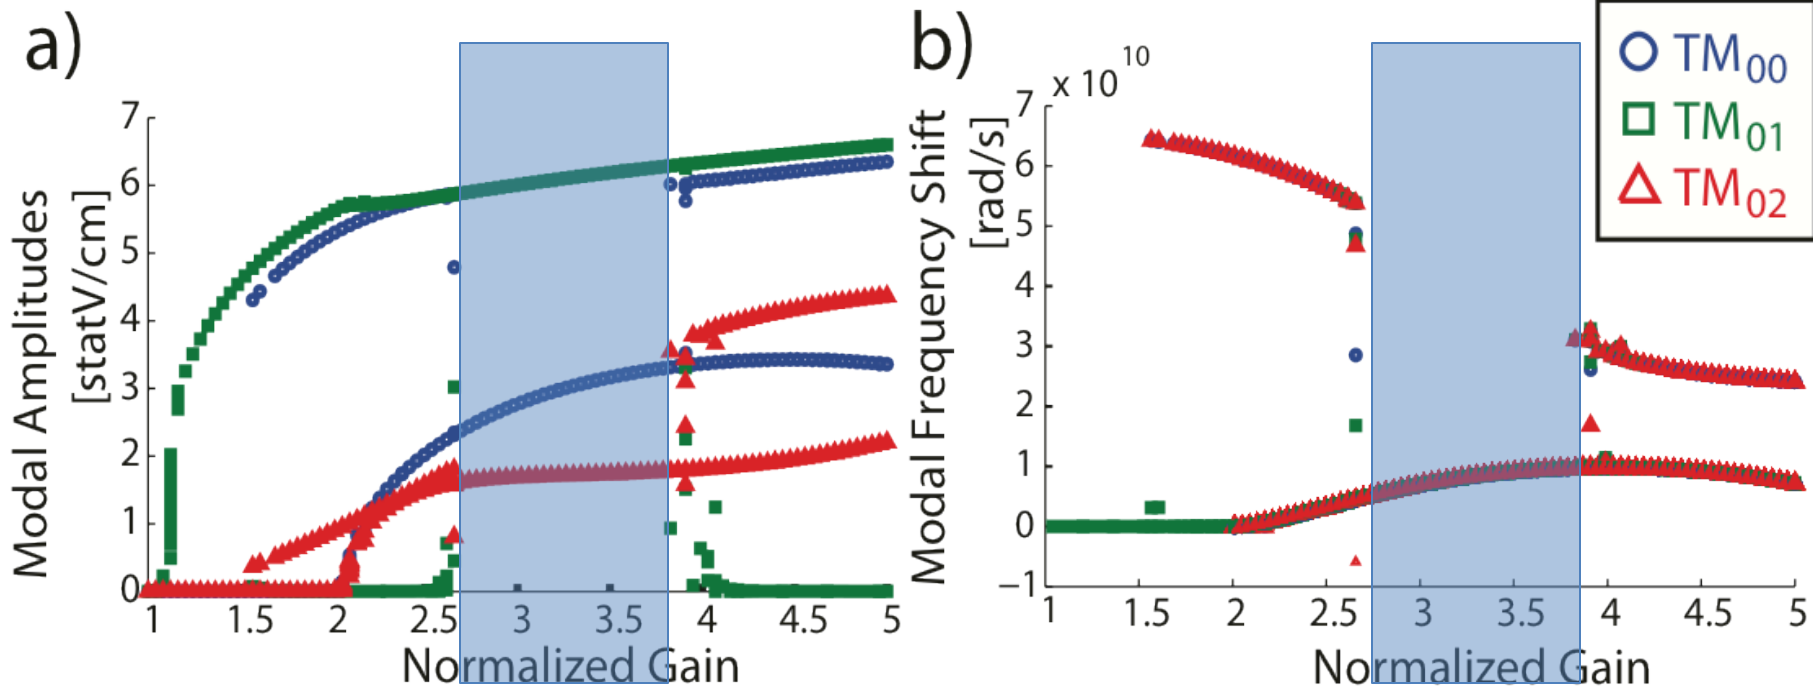 a)
Modal Amplitudes
[statV/cm]
7
6
5
4
3
2
1
0
1 1.5 2 2.5 3 3.5 4 4.5 5
Normalized Gain
b)
x 10^10
Modal Frequency Shift
[rad/s]
7
6
5
4
3
2
1
0
−1
1 1.5 2 2.5 3 3.5 4 4.5 5
Normalized Gain
TM00
TM01
TM02